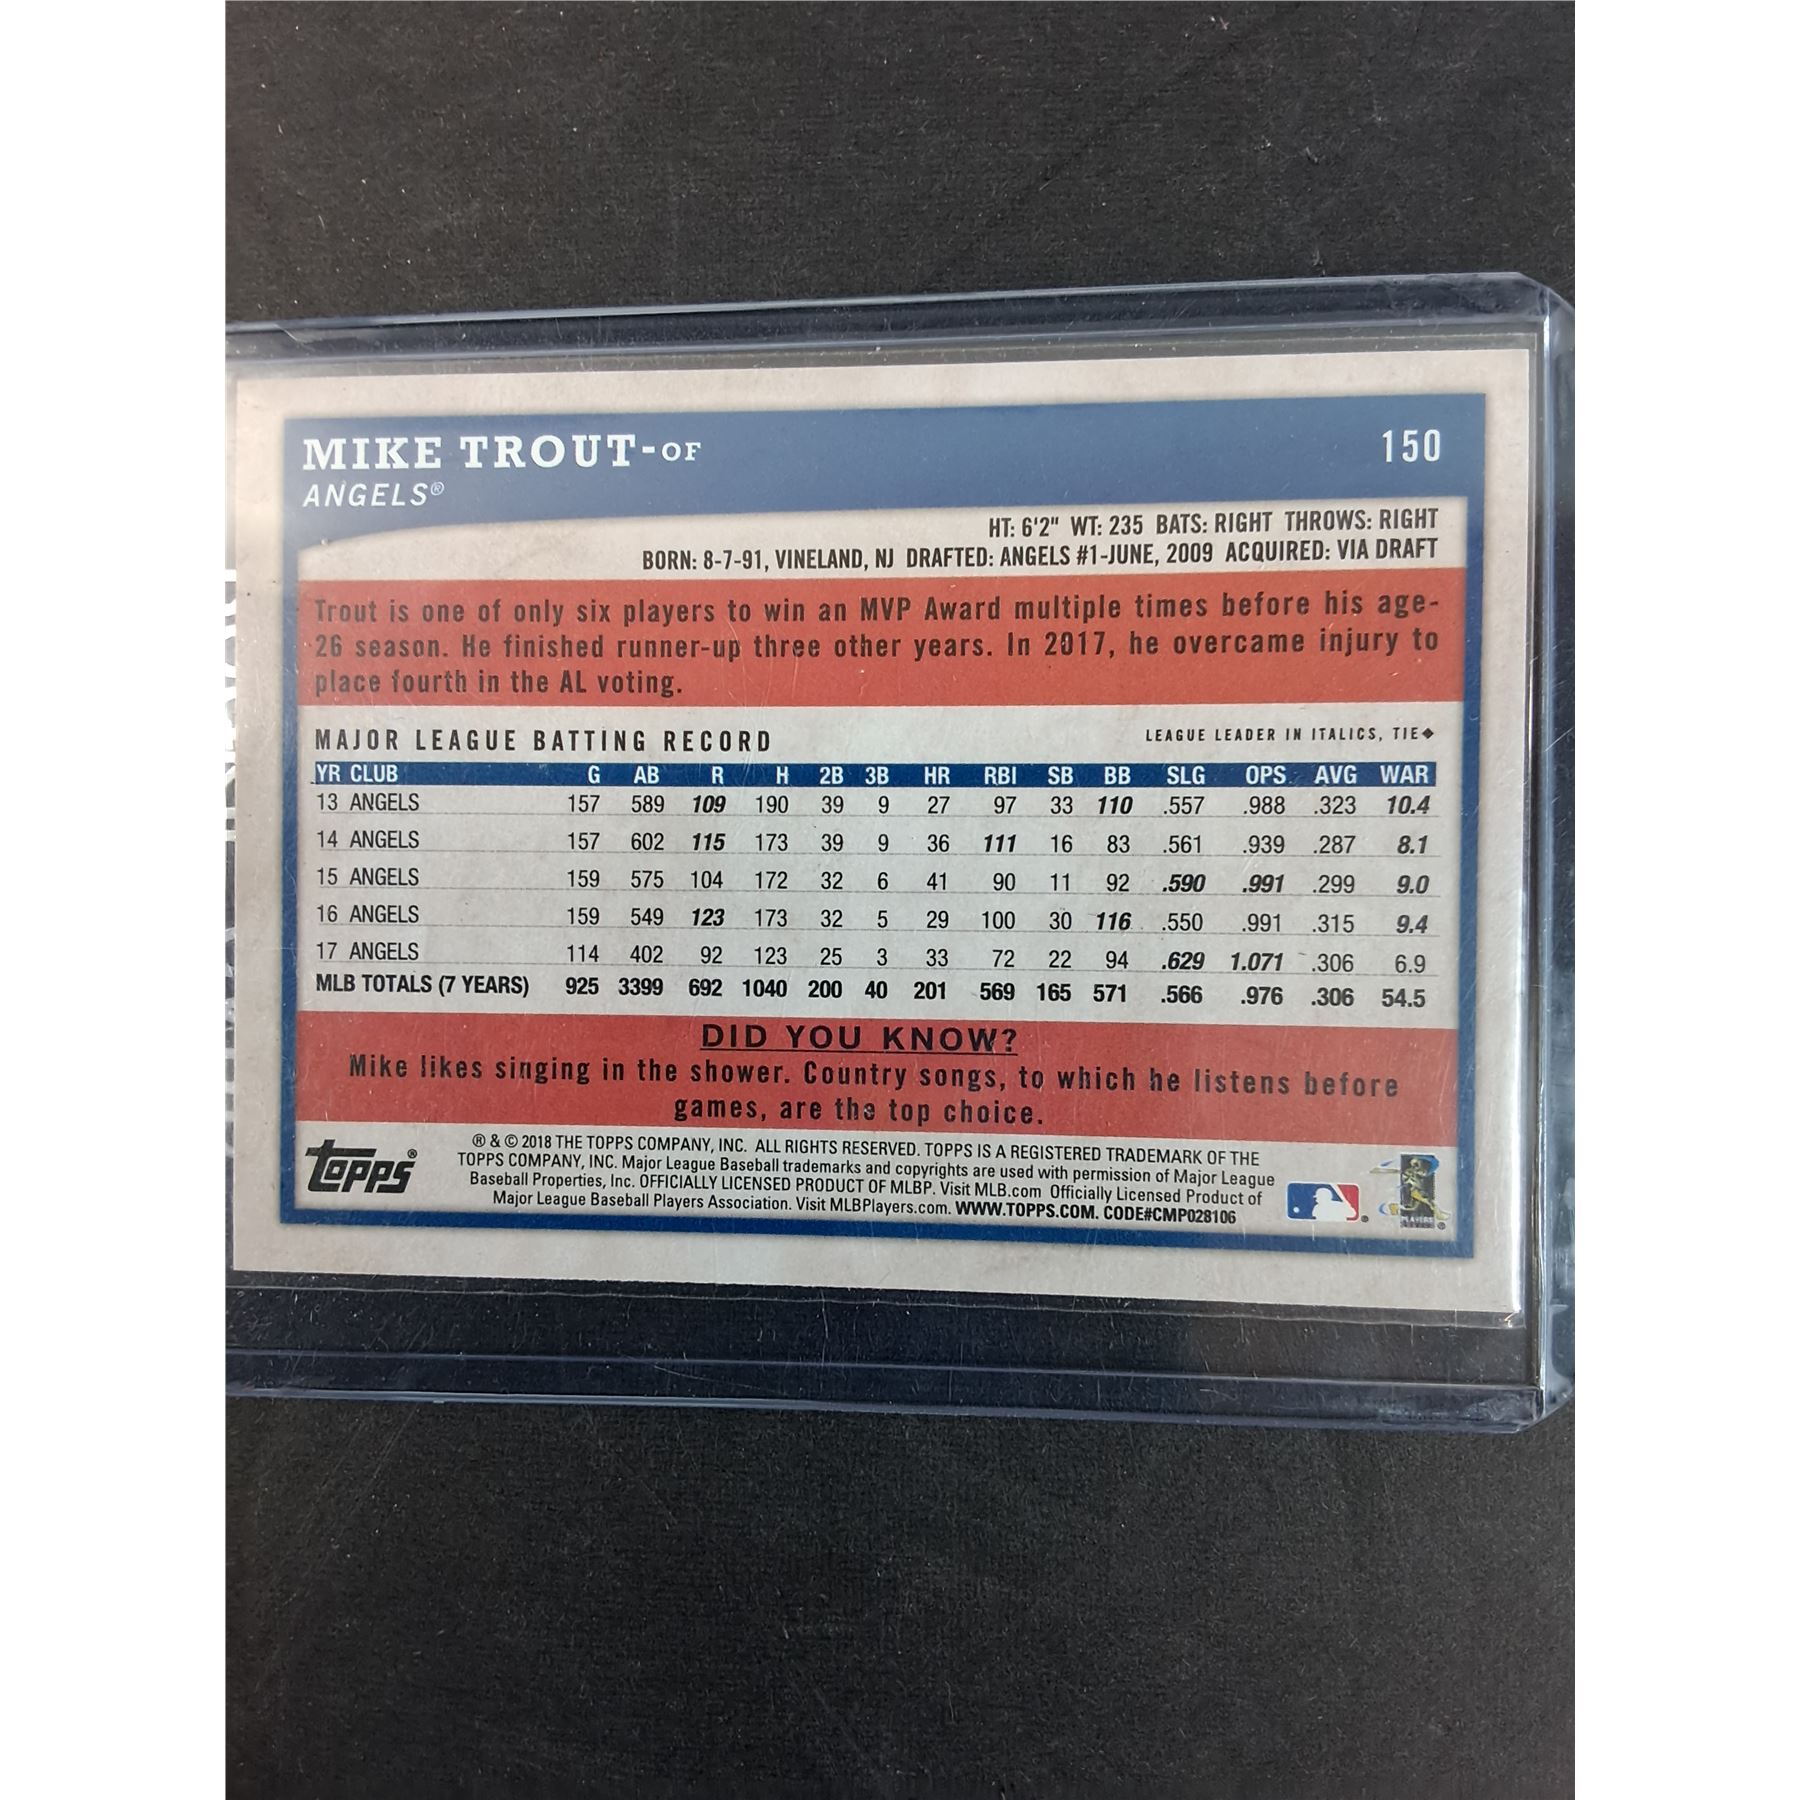 MIKE TROUT-OF
150
ANGELS®
HT: 6'2" WT: 235 BATS: RIGHT THROWS: RIGHT
BORN: 8-7-91, VINELAND, NJ DRAFTED: ANGELS #1-JUNE, 2009 ACQUIRED: VIA DRAFT
Trout is one of only six players to win an MVP Award multiple times before his age-
26 season. He finished runner-up three other years. In 2017, he overcame injury to
place fourth in the AL voting.
MAJOR LEAGUE BATTING RECORD
LEAGUE LEADER IN ITALICS, TIE◆
YR CLUB G AB R H 2B 3B HR RBI SB BB SLG OPS AVG WAR
13 ANGELS 157 589 109 190 39 9 27 97 33 110 .557 .988 .323 10.4
14 ANGELS 157 602 115 173 39 9 36 111 16 83 .561 .939 .287 8.1
15 ANGELS 159 575 104 172 32 6 41 90 11 92 .590 .991 .299 9.0
16 ANGELS 159 549 123 173 32 5 29 100 30 116 .550 .991 .315 9.4
17 ANGELS 114 402 92 123 25 3 33 72 22 94 .629 1.071 .306 6.9
MLB TOTALS (7 YEARS) 925 3399 692 1040 200 40 201 569 165 571 .566 .976 .306 54.5
DID YOU KNOW?
Mike likes singing in the shower. Country songs, to which he listens before
games, are the top choice.
topps®
® & © 2018 THE TOPPS COMPANY, INC. ALL RIGHTS RESERVED. TOPPS IS A REGISTERED TRADEMARK OF THE
TOPPS COMPANY, INC. Major League Baseball trademarks and copyrights are used with permission of Major League
Baseball Properties, Inc. OFFICIALLY LICENSED PRODUCT OF MLBP. Visit MLB.com Officially Licensed Product of
Major League Baseball Players Association. Visit MLBPlayers.com. WWW.TOPPS.COM. CODE#CMP028106
PLAYERS